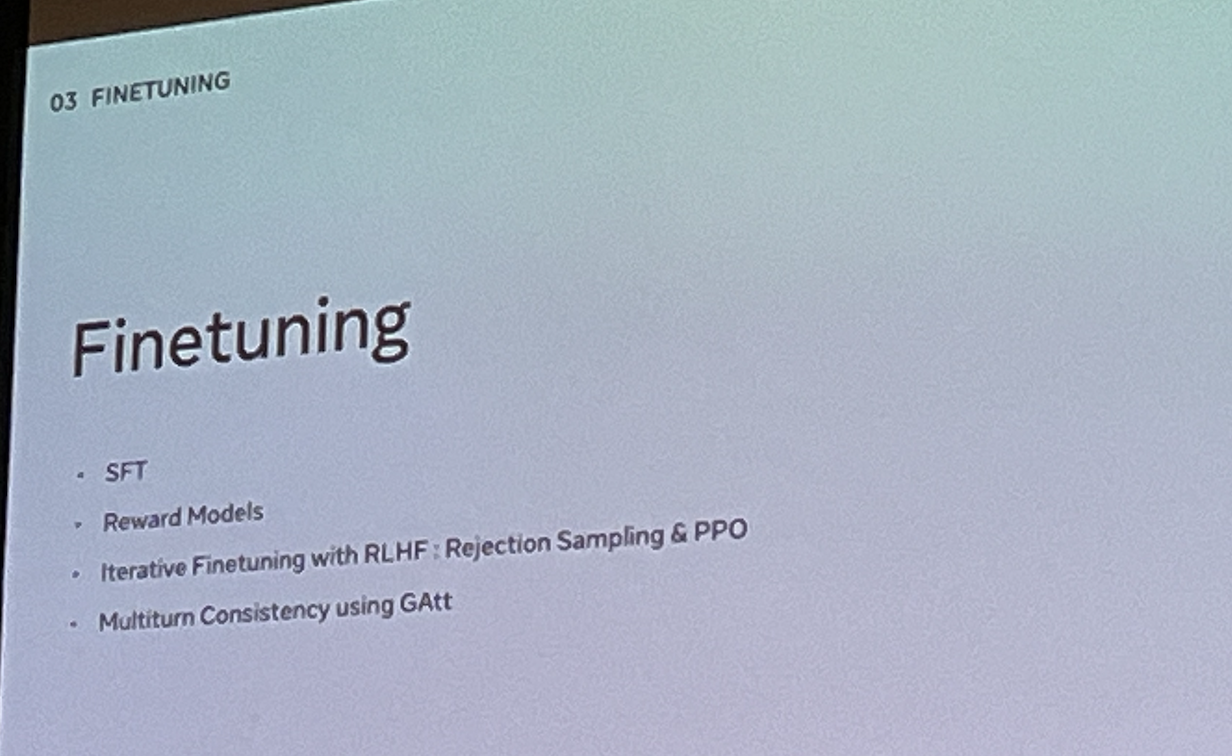 03 FINETUNING
Finetuning
• SFT
• Reward Models
• Iterative Finetuning with RLHF : Rejection Sampling & PPO
• Multiturn Consistency using GAtt